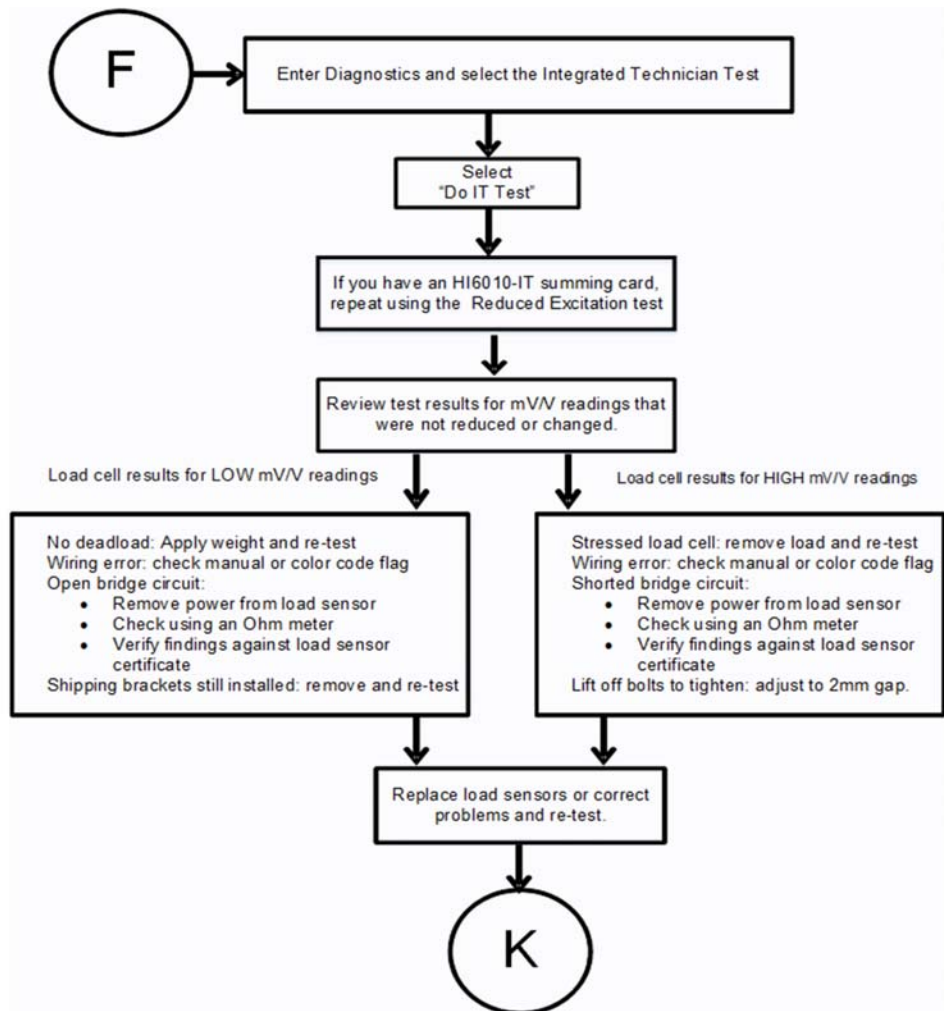 F
Enter Diagnostics and select the Integrated Technician Test
Select
"Do IT Test"
If you have an HI6010-IT summing card,
repeat using the Reduced Excitation test
Review test results for mV/V readings that
were not reduced or changed.
Load cell results for LOW mV/V readings
Load cell results for HIGH mV/V readings
No deadload: Apply weight and re-test
Wiring error: check manual or color code flag
Open bridge circuit:
• Remove power from load sensor
• Check using an Ohm meter
• Verify findings against load sensor
certificate
Shipping brackets still installed: remove and re-test
Stressed load cell: remove load and re-test
Wiring error: check manual or color code flag
Shorted bridge circuit:
• Remove power from load sensor
• Check using an Ohm meter
• Verify findings against load sensor
certificate
Lift off bolts to tighten: adjust to 2mm gap.
Replace load sensors or correct
problems and re-test.
K